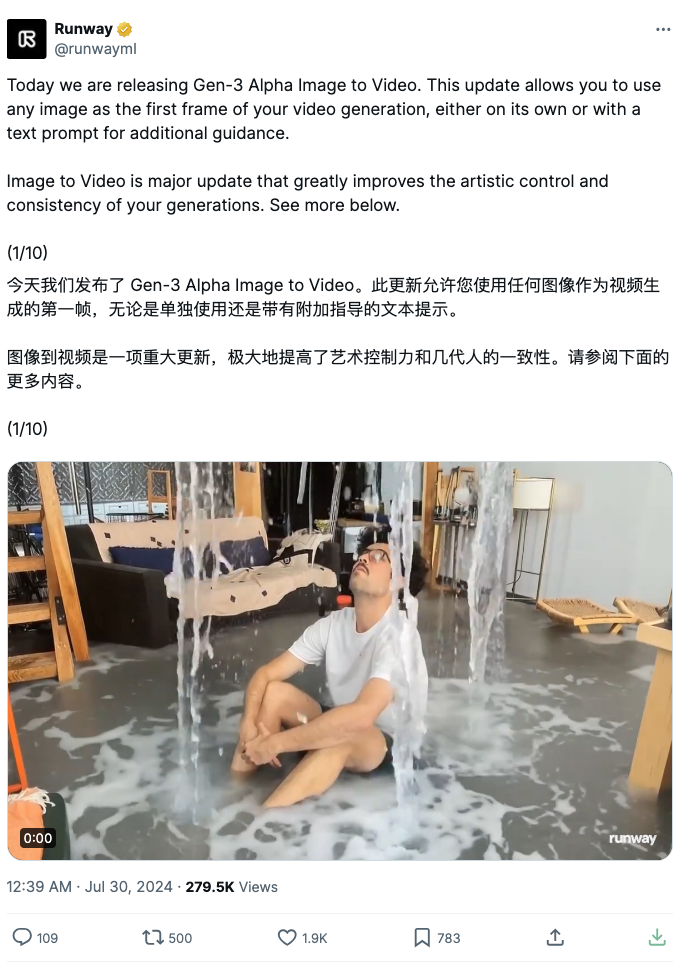 Runway
@runwayml
Today we are releasing Gen-3 Alpha Image to Video. This update allows you to use
any image as the first frame of your video generation, either on its own or with a
text prompt for additional guidance.
Image to Video is major update that greatly improves the artistic control and
consistency of your generations. See more below.
(1/10)
今天我们发布了 Gen-3 Alpha Image to Video。此更新允许您使用任何图像作为视频生
成的第一帧，无论是单独使用还是带有附加指导的文本提示。
图像到视频是一项重大更新，极大地提高了艺术控制力和几代人的一致性。请参阅下面的
更多内容。
(1/10)
0:00
runway
12:39 AM · Jul 30, 2024 · 279.5K Views
109 500 1.9K 783